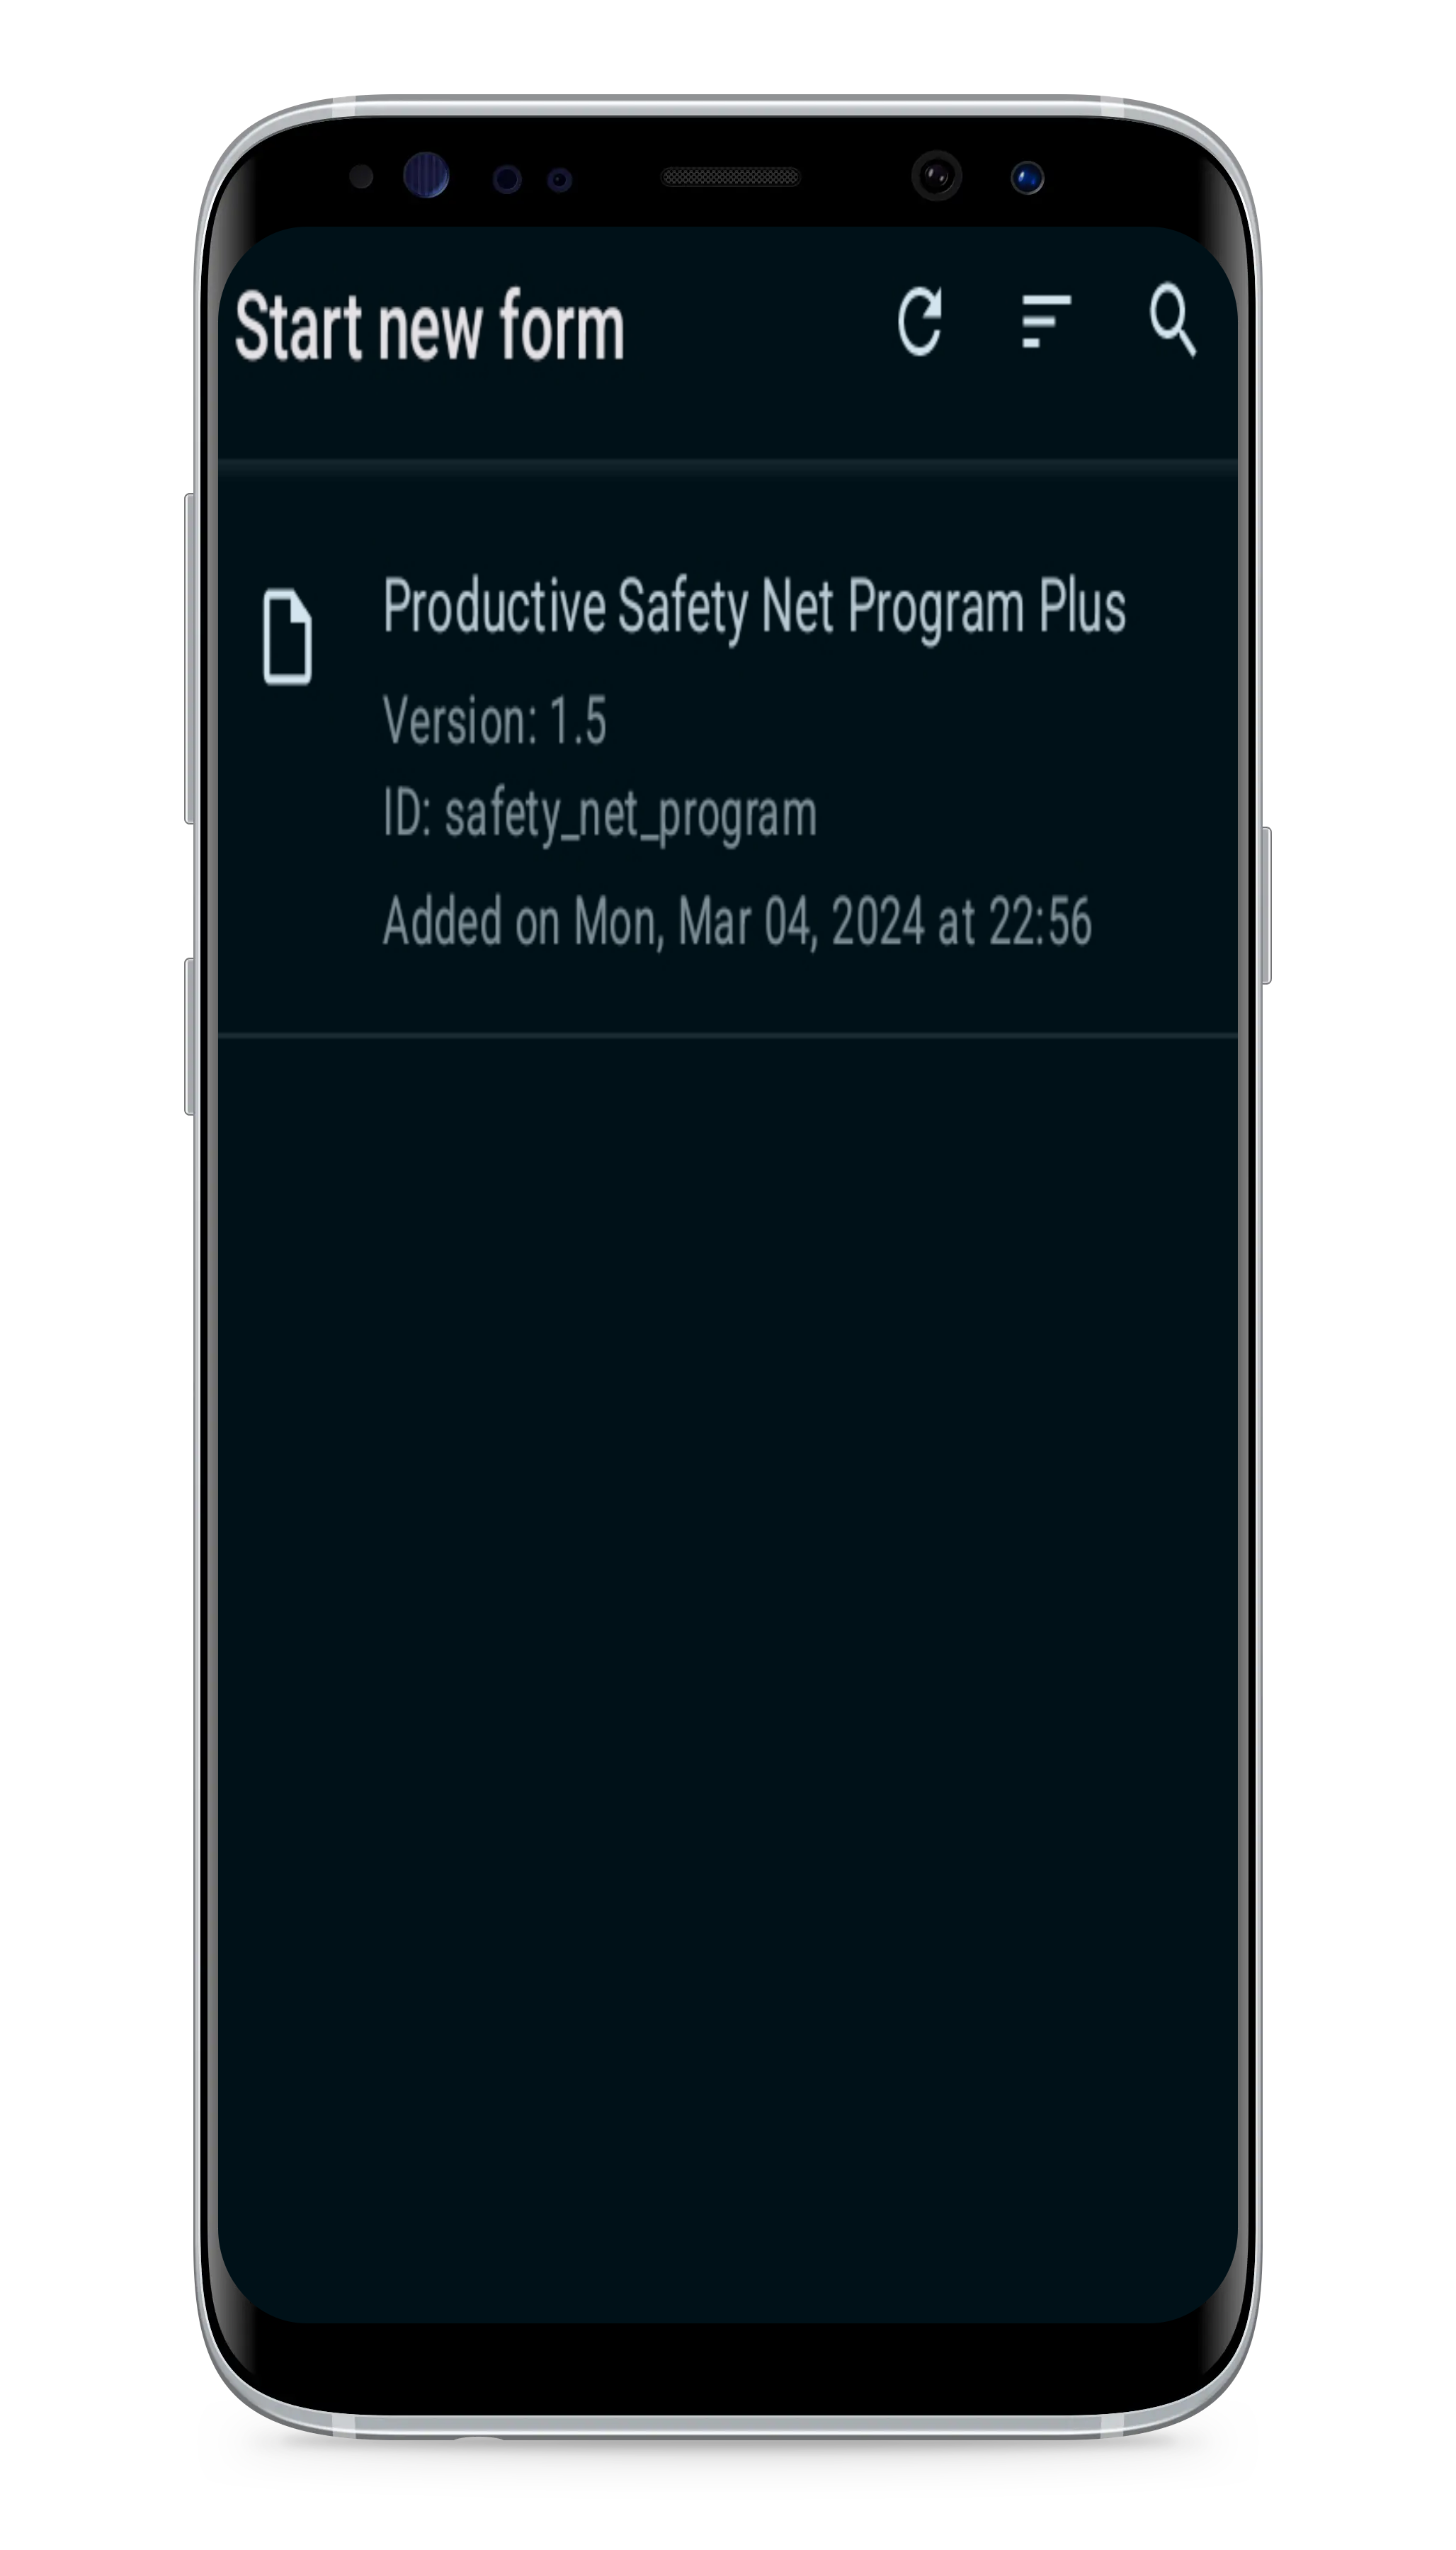 Start new form
Productive Safety Net Program Plus
Version: 1.5
ID: safety_net_program
Added on Mon, Mar 04, 2024 at 22:56